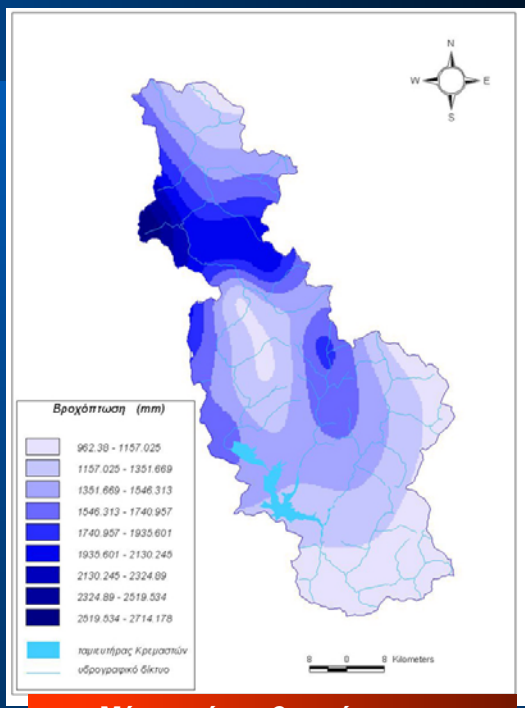 N
W E
S
Βροχόπτωση (mm)
962.38 - 1157.025
1157.025 - 1351.669
1351.669 - 1546.313
1546.313 - 1740.957
1740.957 - 1935.601
1935.601 - 2130.245
2130.245 - 2324.89
2324.89 - 2519.534
2519.534 - 2714.178
ταμιευτήρας Κρεμαστών
υδρογραφικό δίκτυο
8 0 8 Kilometers